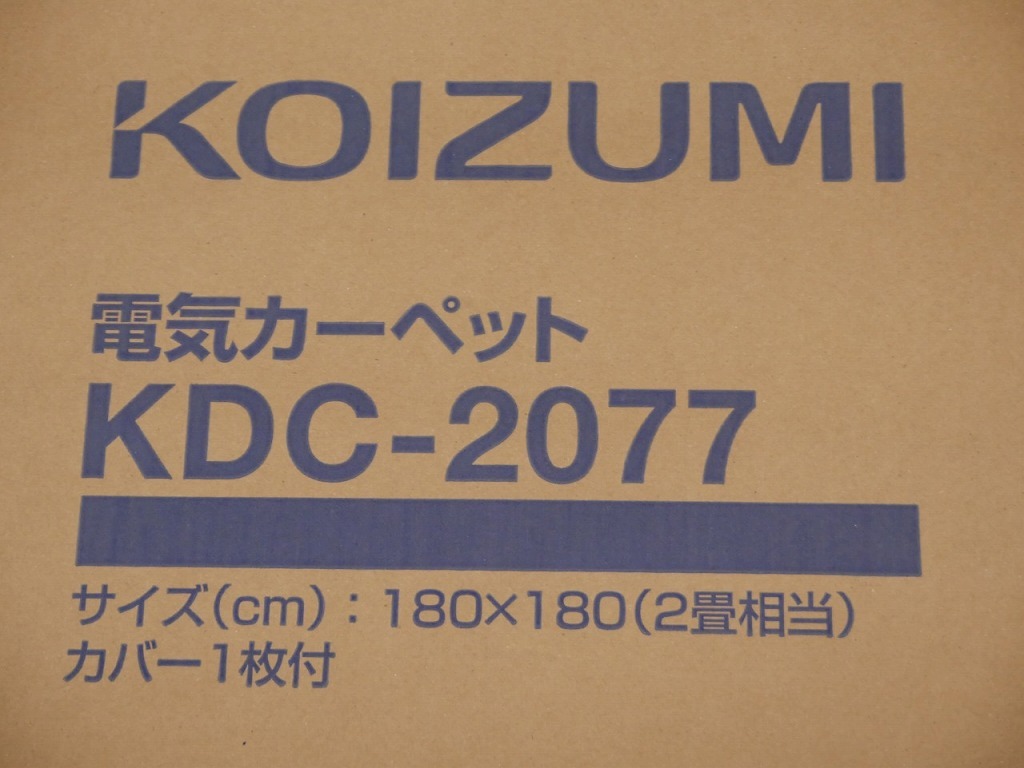 KOIZUMI
電気カーペット
KDC-2077
サイズ(cm)：180×180(2畳相当)
カバー1枚付